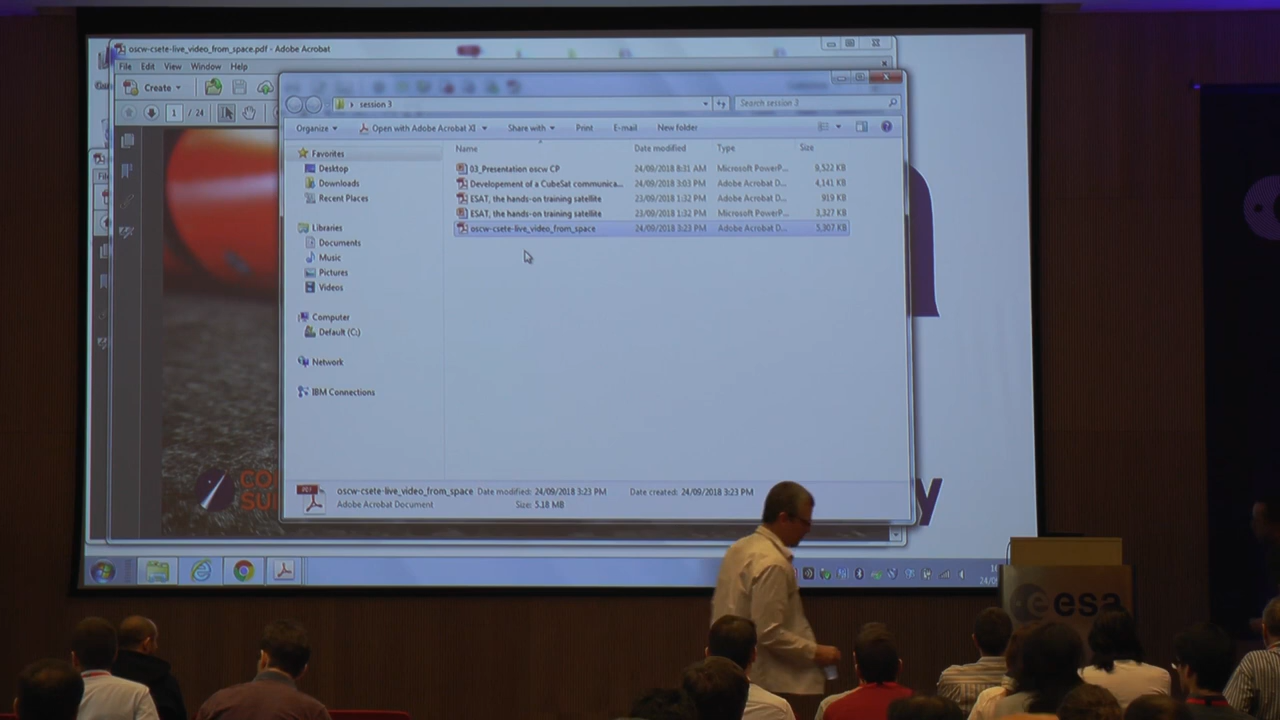 oscw-csete-live_video_from_space.pdf - Adobe Acrobat
File Edit View Window Help
Create
1 / 24
session 3
Search session 3
Organize Open with Adobe Acrobat XI Share with Print E-mail New folder
Name Date modified Type Size
Favorites
Desktop
Downloads
Recent Places
Libraries
Documents
Music
Pictures
Videos
Computer
Default (C:)
Network
IBM Connections
03_Presentation oscw CP 24/09/2018 8:31 AM Microsoft PowerP... 9,522 KB
Developement of a CubeSat communica... 24/09/2018 3:03 PM Adobe Acrobat D... 4,141 KB
ESAT, the hands-on training satellite 23/09/2018 1:32 PM Adobe Acrobat D... 919 KB
ESAT, the hands-on training satellite 23/09/2018 1:32 PM Microsoft PowerP... 3,327 KB
oscw-csete-live_video_from_space 24/09/2018 3:23 PM Adobe Acrobat D... 5,307 KB
oscw-csete-live_video_from_space Date modified: 24/09/2018 3:23 PM Date created: 24/09/2018 3:23 PM
Adobe Acrobat Document Size: 5.18 MB
PDF
esa